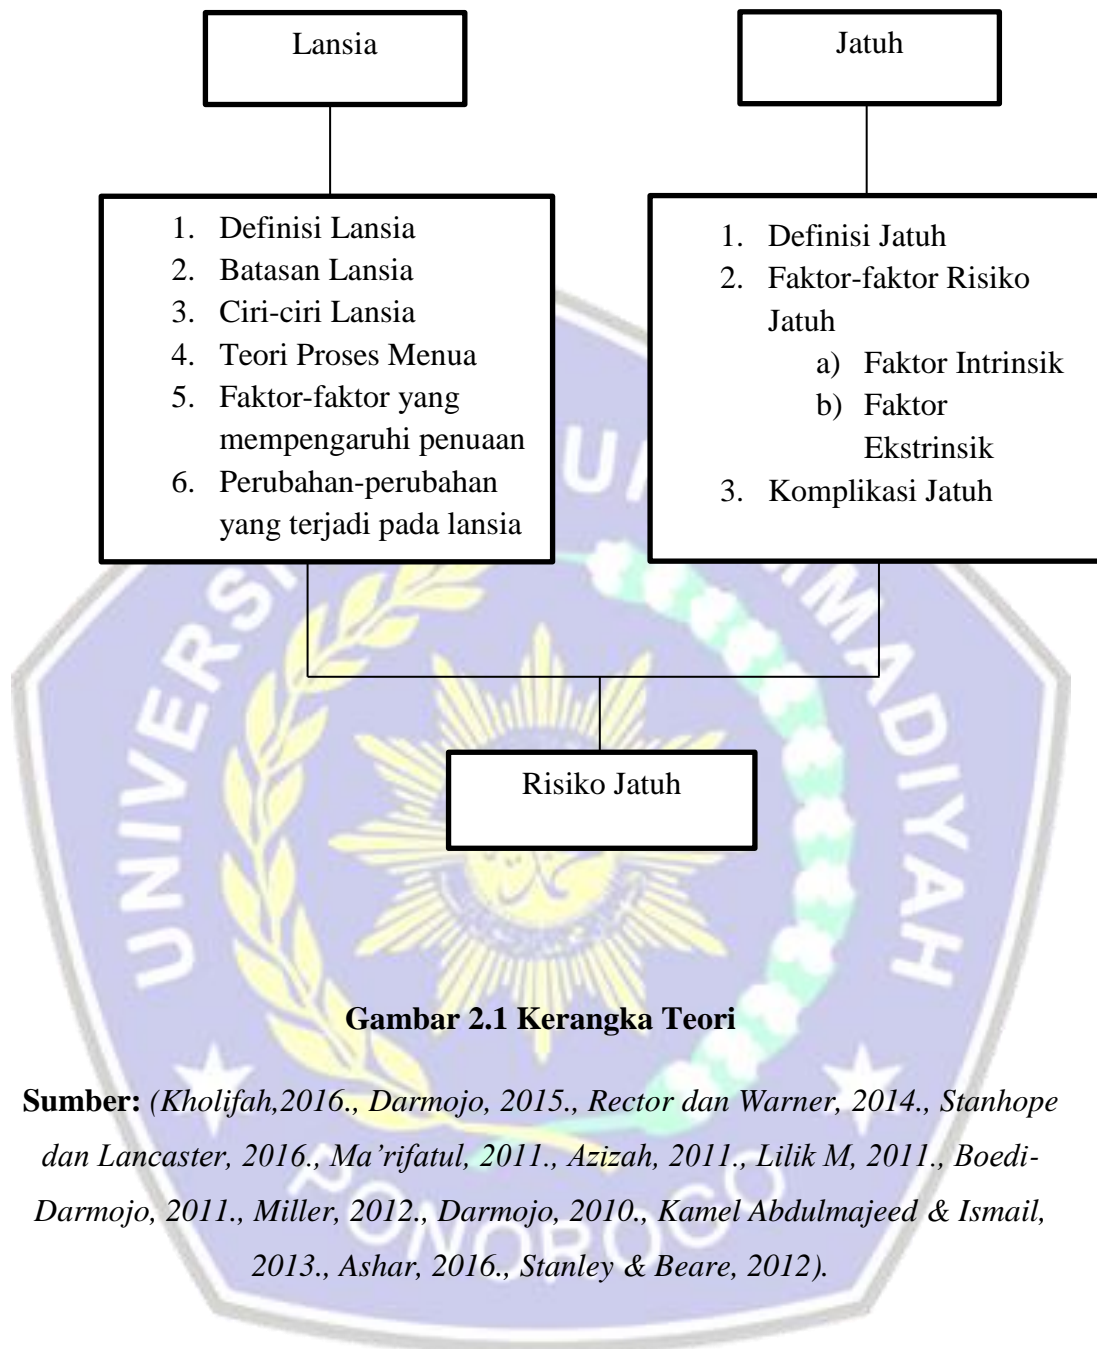 Lansia
Jatuh
1. Definisi Lansia
2. Batasan Lansia
3. Ciri-ciri Lansia
4. Teori Proses Menua
5. Faktor-faktor yang
mempengaruhi penuaan
6. Perubahan-perubahan
yang terjadi pada lansia
1. Definisi Jatuh
2. Faktor-faktor Risiko
Jatuh
a) Faktor Intrinsik
b) Faktor
Ekstrinsik
3. Komplikasi Jatuh
Risiko Jatuh
Gambar 2.1 Kerangka Teori
Sumber: (Kholifah,2016., Darmojo, 2015., Rector dan Warner, 2014., Stanhope
dan Lancaster, 2016., Ma’rifatul, 2011., Azizah, 2011., Lilik M, 2011., Boedi-
Darmojo, 2011., Miller, 2012., Darmojo, 2010., Kamel Abdulmajeed & Ismail,
2013., Ashar, 2016., Stanley & Beare, 2012).
PONOROGO